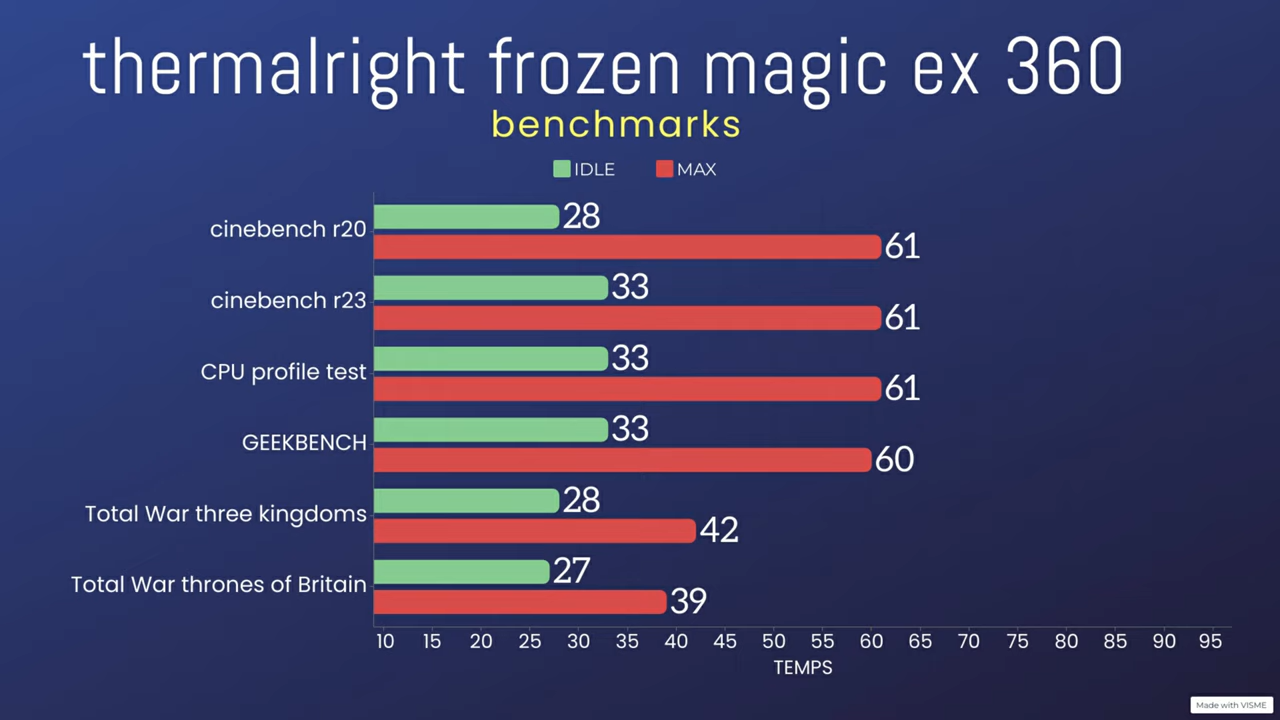 thermalright frozen magic ex 360
benchmarks
IDLE MAX
cinebench r20 28
61
cinebench r23 33
61
CPU profile test 33
61
GEEKBENCH 33
60
Total War three kingdoms 28
42
Total War thrones of Britain 27
39
10 15 20 25 30 35 40 45 50 55 60 65 70 75 80 85 90 95
TEMPS
Made with VISME